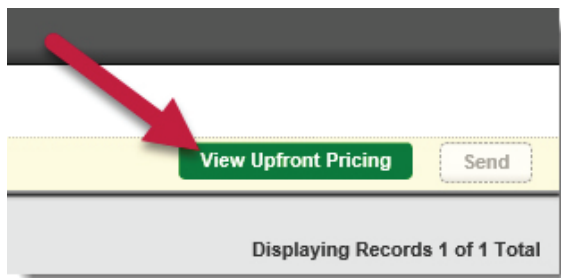 View Upfront Pricing
Send
Displaying Records 1 of 1 Total